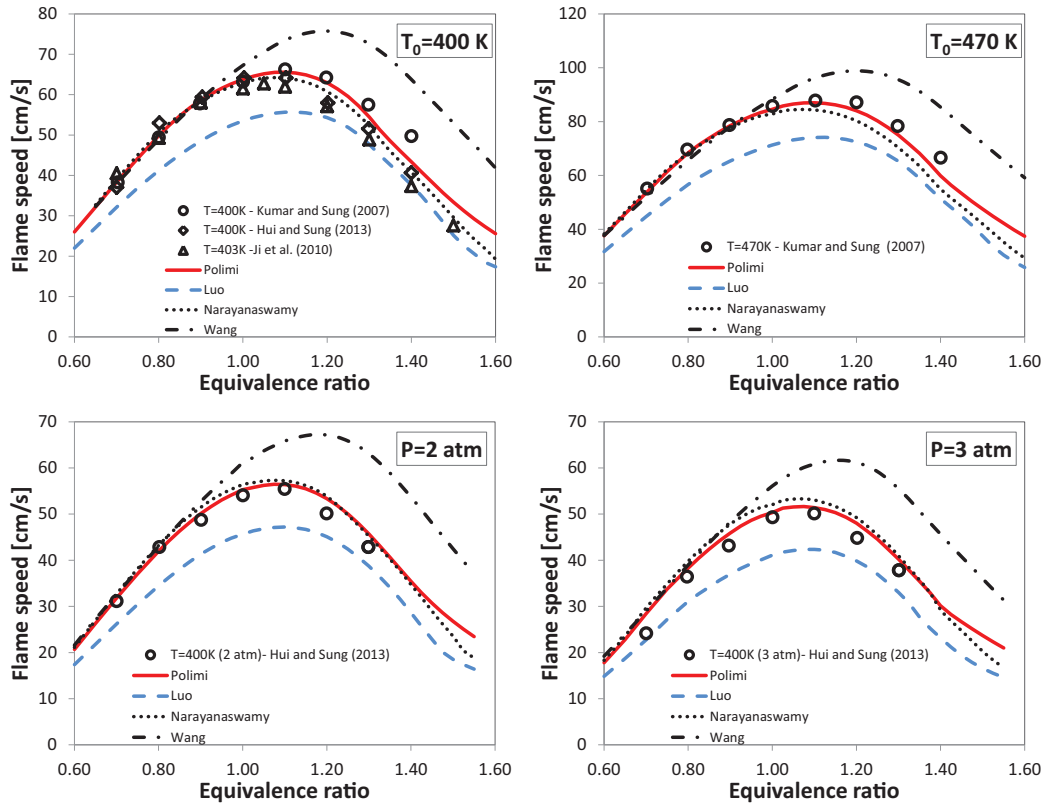 T₀=400 K
Flame speed [cm/s]
80
70
60
50
40
30
20
10
0
T=400K - Kumar and Sung (2007)
T=400K - Hui and Sung (2013)
T=403K-Ji et al. (2010)
Polimi
Luo
Narayanaswamy
Wang
0.60 0.80 1.00 1.20 1.40 1.60
Equivalence ratio
T₀=470 K
Flame speed [cm/s]
120
100
80
60
40
20
0
T=470K - Kumar and Sung (2007)
Polimi
Luo
Narayanaswamy
Wang
0.60 0.80 1.00 1.20 1.40 1.60
Equivalence ratio
P=2 atm
Flame speed [cm/s]
70
60
50
40
30
20
10
0
T=400K (2 atm)- Hui and Sung (2013)
Polimi
Luo
Narayanaswamy
Wang
0.60 0.80 1.00 1.20 1.40 1.60
Equivalence ratio
P=3 atm
Flame speed [cm/s]
70
60
50
40
30
20
10
0
T=400K (3 atm)- Hui and Sung (2013)
Polimi
Luo
Narayanaswamy
Wang
0.60 0.80 1.00 1.20 1.40 1.60
Equivalence ratio